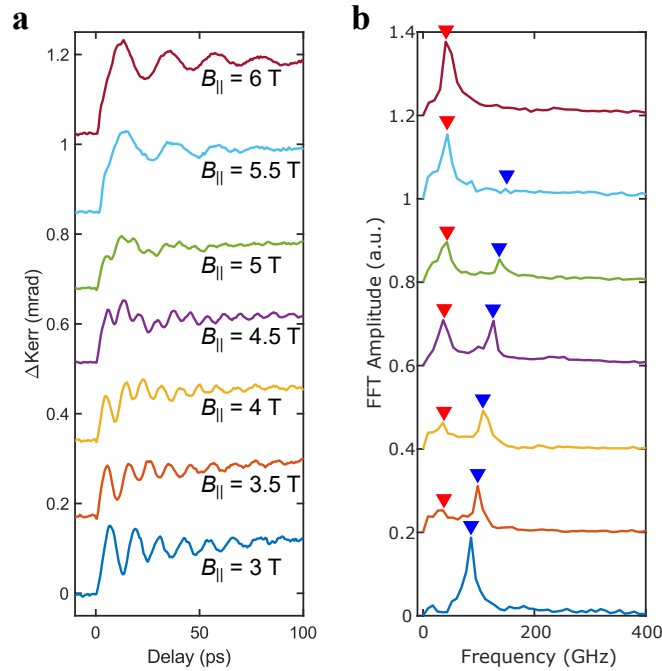 a
b
ΔKerr (mrad)
1.2
1
0.8
0.6
0.4
0.2
0
B|| = 6 T
B|| = 5.5 T
B|| = 5 T
B|| = 4.5 T
B|| = 4 T
B|| = 3.5 T
B|| = 3 T
0
50
100
Delay (ps)
FFT Amplitude (a.u.)
1.4
1.2
1
0.8
0.6
0.4
0.2
0
0
200
400
Frequency (GHz)